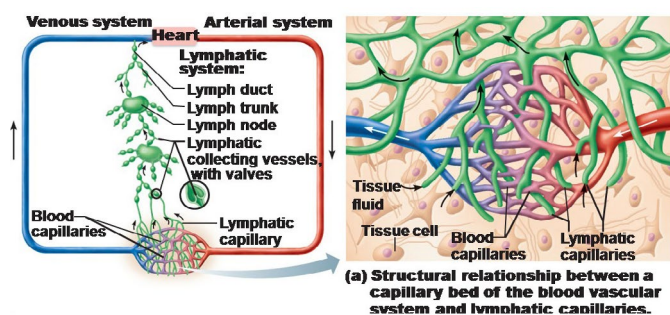 Venous system
Arterial system
Heart
Lymphatic
system:
Lymph duct
Lymph trunk
Lymph node
Lymphatic
collecting vessels,
with valves
Blood
capillaries
Lymphatic
capillary
Tissue
fluid
Tissue cell
Blood
capillaries
Lymphatic
capillaries
(a) Structural relationship between a
capillary bed of the blood vascular
system and lymphatic capillaries.